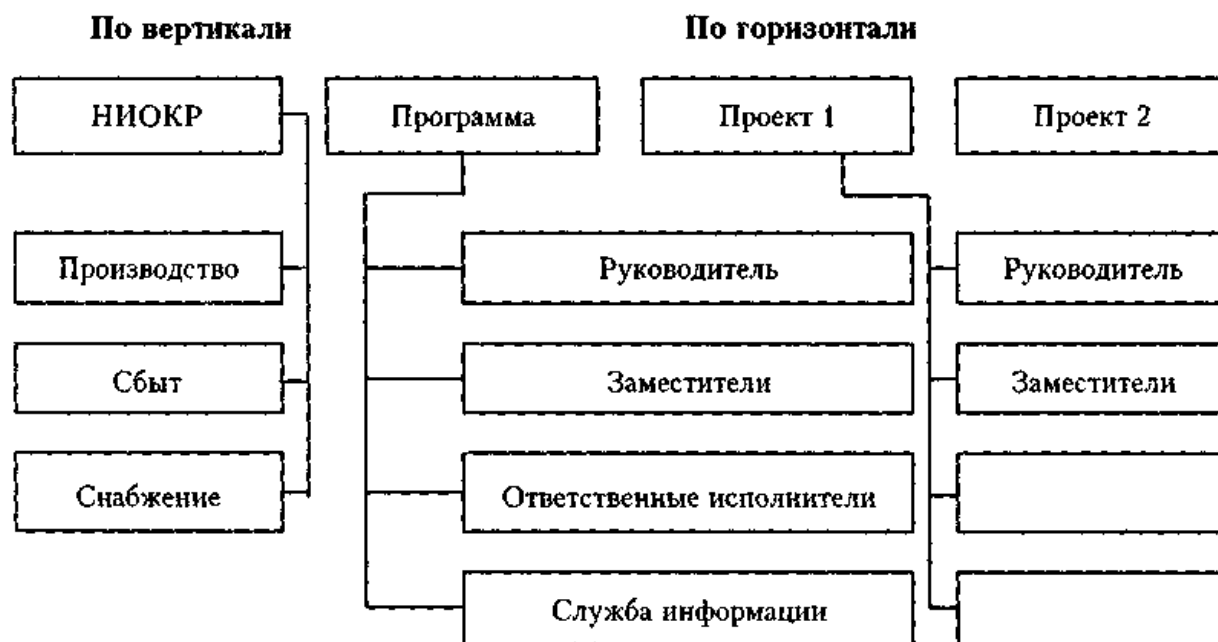 По вертикали
По горизонтали
НИОКР
Программа
Проект 1
Проект 2
Производство
Руководитель
Руководитель
Сбыт
Заместители
Заместители
Снабжение
Ответственные исполнители
Служба информации